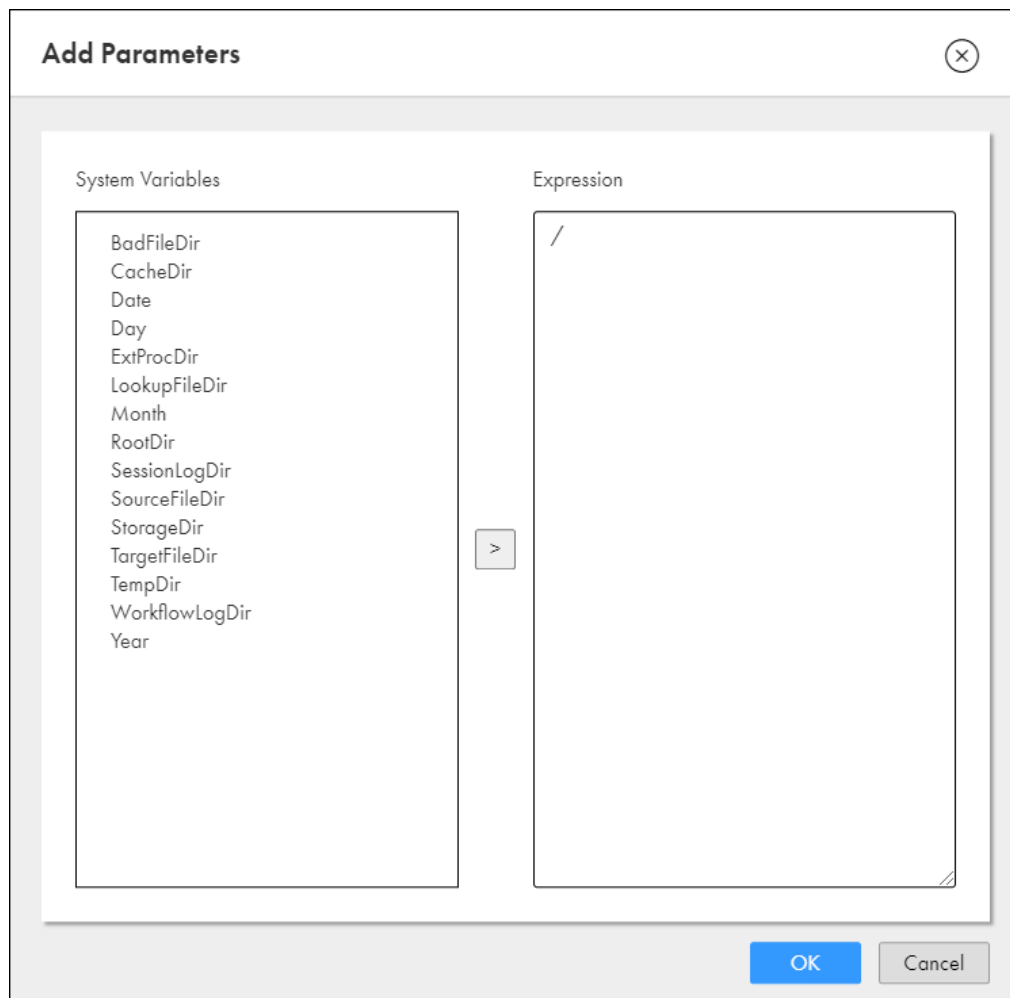 Add Parameters
System Variables
Expression
BadFileDir
CacheDir
Date
Day
ExtProcDir
LookupFileDir
Month
RootDir
SessionLogDir
SourceFileDir
StorageDir
TargetFileDir
TempDir
WorkflowLogDir
Year
>
/
OK
Cancel